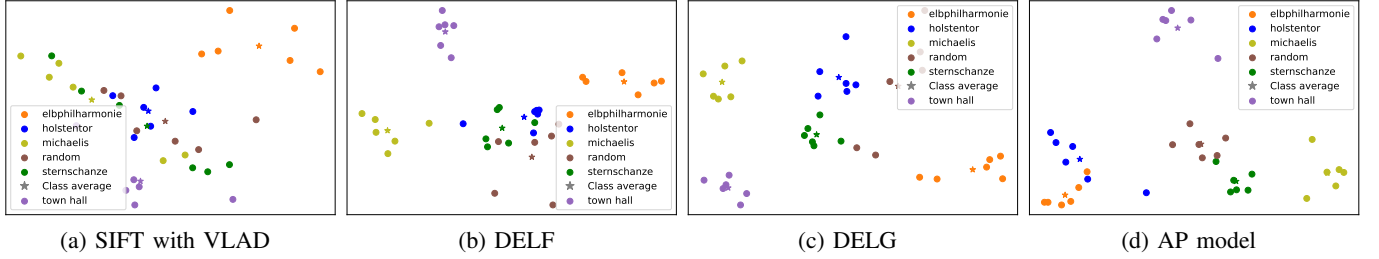 elbphilharmonie
holstentor
michaelis
random
sternschanze
Class average
town hall
elbphilharmonie
holstentor
michaelis
random
sternschanze
Class average
town hall
elbphilharmonie
holstentor
michaelis
random
sternschanze
Class average
town hall
elbphilharmonie
holstentor
michaelis
random
sternschanze
Class average
town hall
(a) SIFT with VLAD
(b) DELF
(c) DELG
(d) AP model